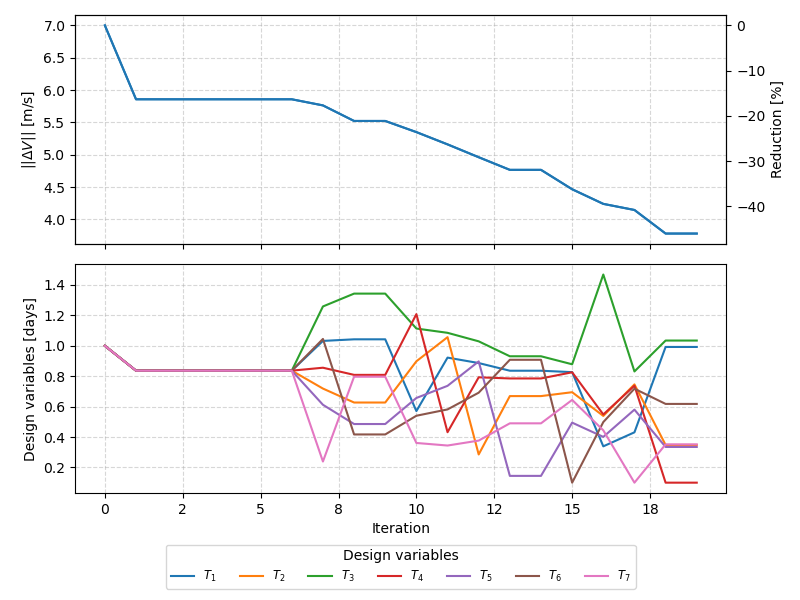 7.0
6.5
6.0
5.5
5.0
4.5
4.0
||ΔV|| [m/s]
0
−10
−20
−30
−40
Reduction [%]
1.4
1.2
1.0
0.8
0.6
0.4
0.2
Design variables [days]
0 2 5 8 10 12 15 18
Iteration
Design variables
T1 T2 T3 T4 T5 T6 T7